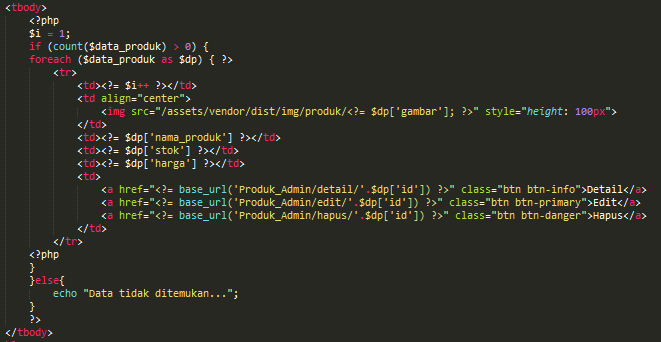 <tbody>
<?php
$i = 1;
if (count($data_produk) > 0) {
foreach ($data_produk as $dp) { ?>
<tr>
<td><?= $i++ ?></td>
<td align="center">
<img src="/assets/vendor/dist/img/produk/<?= $dp['gambar']; ?>" style="height: 100px">
</td>
<td><?= $dp['nama_produk'] ?></td>
<td><?= $dp['stok'] ?></td>
<td><?= $dp['harga'] ?></td>
<td>
<a href="<?= base_url('Produk_Admin/detail/'.$dp['id']) ?>" class="btn btn-info">Detail</a>
<a href="<?= base_url('Produk_Admin/edit/'.$dp['id']) ?>" class="btn btn-primary">Edit</a>
<a href="<?= base_url('Produk_Admin/hapus/'.$dp['id']) ?>" class="btn btn-danger">Hapus</a>
</td>
</tr>
<?php
}
}else{
echo "Data tidak ditemukan...";
}
?>
</tbody>